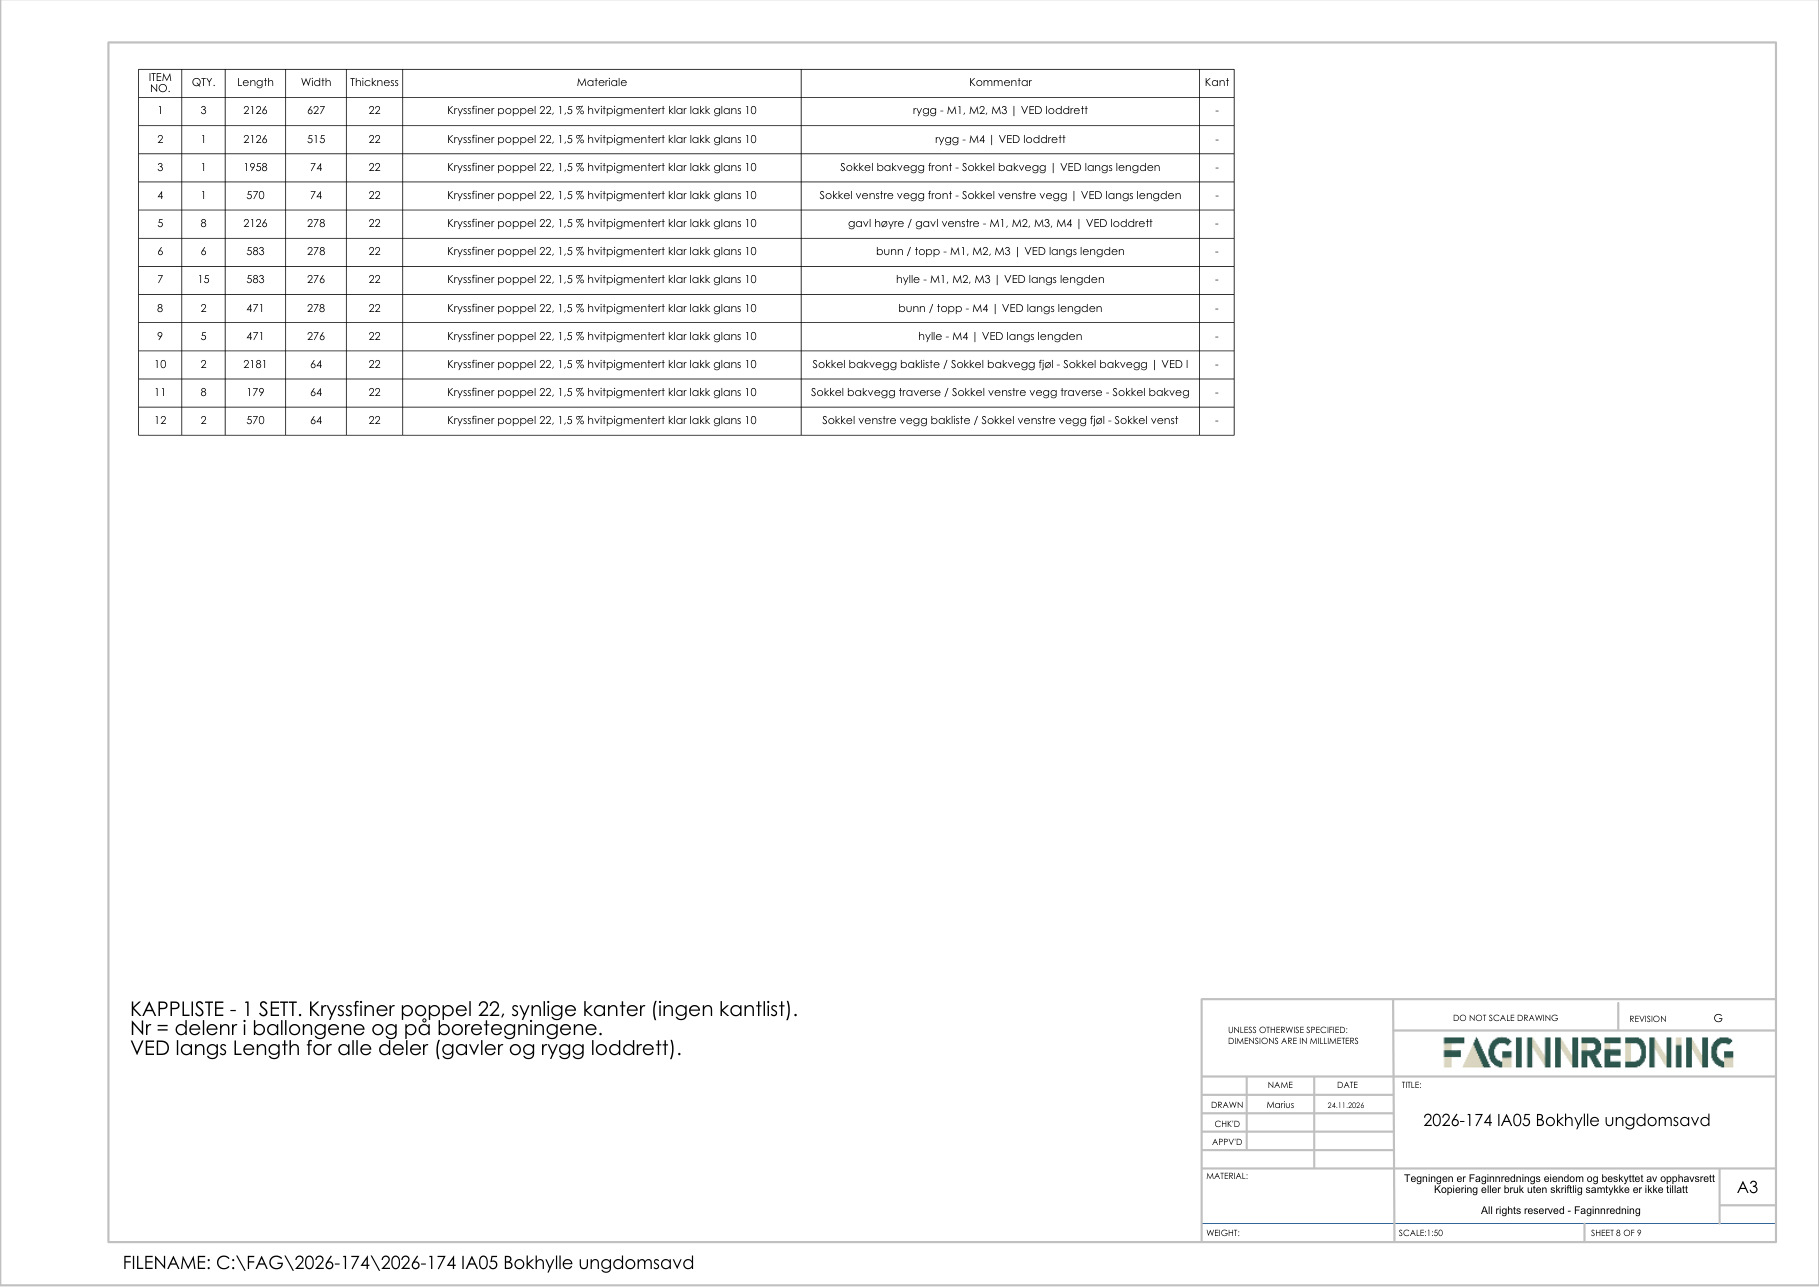 ITEM NO. QTY. Length Width Thickness Materiale Kommentar Kant
1 3 2126 627 22 Kryssfiner poppel 22, 1,5 % hvitpigmentert klar lakk glans 10 rygg - M1, M2, M3 | VED loddrett -
2 1 2126 515 22 Kryssfiner poppel 22, 1,5 % hvitpigmentert klar lakk glans 10 rygg - M4 | VED loddrett -
3 1 1958 74 22 Kryssfiner poppel 22, 1,5 % hvitpigmentert klar lakk glans 10 Sokkel bakvegg front - Sokkel bakvegg | VED langs lengden -
4 1 570 74 22 Kryssfiner poppel 22, 1,5 % hvitpigmentert klar lakk glans 10 Sokkel venstre vegg front - Sokkel venstre vegg | VED langs lengden -
5 8 2126 278 22 Kryssfiner poppel 22, 1,5 % hvitpigmentert klar lakk glans 10 gavl høyre / gavl venstre - M1, M2, M3, M4 | VED loddrett -
6 6 583 278 22 Kryssfiner poppel 22, 1,5 % hvitpigmentert klar lakk glans 10 bunn / topp - M1, M2, M3 | VED langs lengden -
7 15 583 276 22 Kryssfiner poppel 22, 1,5 % hvitpigmentert klar lakk glans 10 hylle - M1, M2, M3 | VED langs lengden -
8 2 471 278 22 Kryssfiner poppel 22, 1,5 % hvitpigmentert klar lakk glans 10 bunn / topp - M4 | VED langs lengden -
9 5 471 276 22 Kryssfiner poppel 22, 1,5 % hvitpigmentert klar lakk glans 10 hylle - M4 | VED langs lengden -
10 2 2181 64 22 Kryssfiner poppel 22, 1,5 % hvitpigmentert klar lakk glans 10 Sokkel bakvegg bakliste / Sokkel bakvegg fjøl - Sokkel bakvegg | VED l -
11 8 179 64 22 Kryssfiner poppel 22, 1,5 % hvitpigmentert klar lakk glans 10 Sokkel bakvegg traverse / Sokkel venstre vegg traverse - Sokkel bakveg -
12 2 570 64 22 Kryssfiner poppel 22, 1,5 % hvitpigmentert klar lakk glans 10 Sokkel venstre vegg bakliste / Sokkel venstre vegg fjøl - Sokkel venst -
KAPPLISTE - 1 SETT. Kryssfiner poppel 22, synlige kanter (ingen kantlist).
Nr = delenr i ballongene og på boretegningene.
VED langs Length for alle deler (gavler og rygg loddrett).
UNLESS OTHERWISE SPECIFIED:
DIMENSIONS ARE IN MILLIMETERS
DO NOT SCALE DRAWING
REVISION G
FAGINNREDNING
NAME DATE
DRAWN Marius 24.11.2026
CHK'D
APPV'D
TITLE:
2026-174 IA05 Bokhylle ungdomsavd
MATERIAL:
Tegningen er Faginnrednings eiendom og beskyttet av opphavsrett
Kopiering eller bruk uten skriftlig samtykke er ikke tillatt
All rights reserved - Faginnredning
A3
WEIGHT:
SCALE:1:50
SHEET 8 OF 9
FILENAME: C:\FAG\2026-174\2026-174 IA05 Bokhylle ungdomsavd